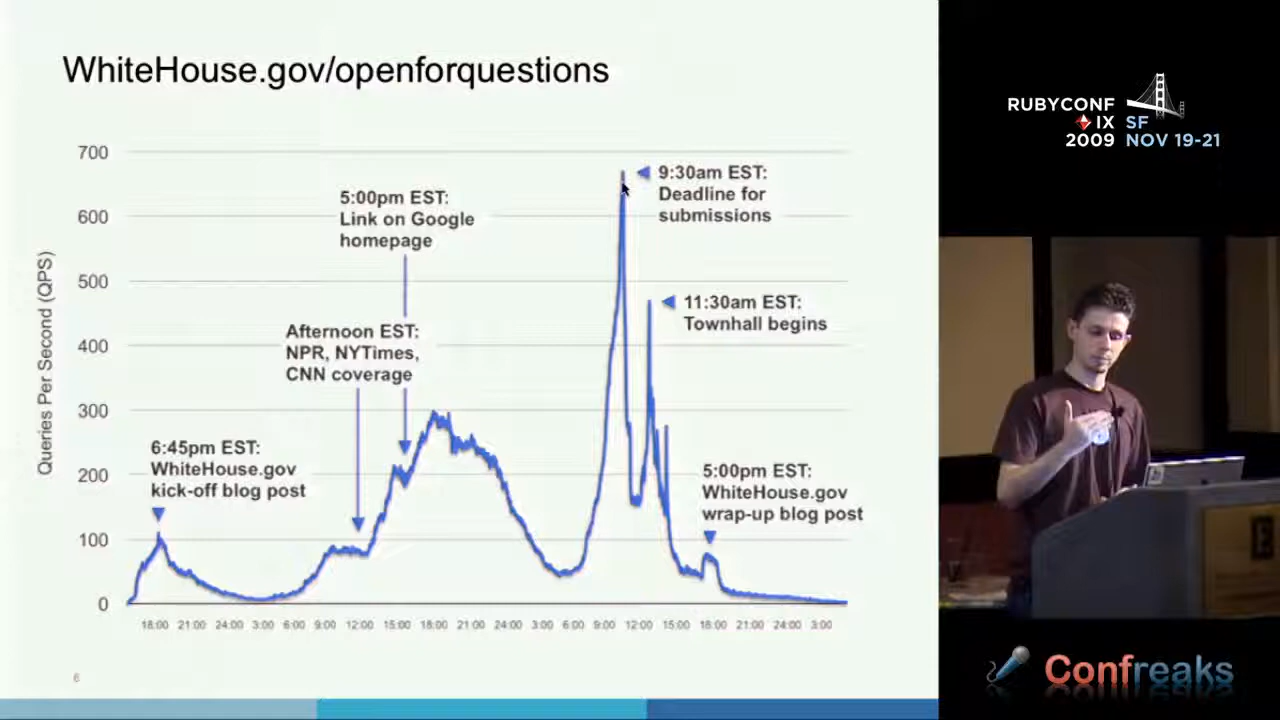 WhiteHouse.gov/openforquestions
700
600
500
400
300
200
100
0
Queries Per Second (QPS)
6:45pm EST:
WhiteHouse.gov
kick-off blog post
Afternoon EST:
NPR, NYTimes,
CNN coverage
5:00pm EST:
Link on Google
homepage
9:30am EST:
Deadline for
submissions
11:30am EST:
Townhall begins
5:00pm EST:
WhiteHouse.gov
wrap-up blog post
18:00 21:00 24:00 3:00 6:00 9:00 12:00 15:00 18:00 21:00 24:00 3:00 6:00 9:00 12:00 15:00 18:00 21:00 24:00 3:00
6
RUBYCONF
IX SF
2009 NOV 19-21
E
Confreaks